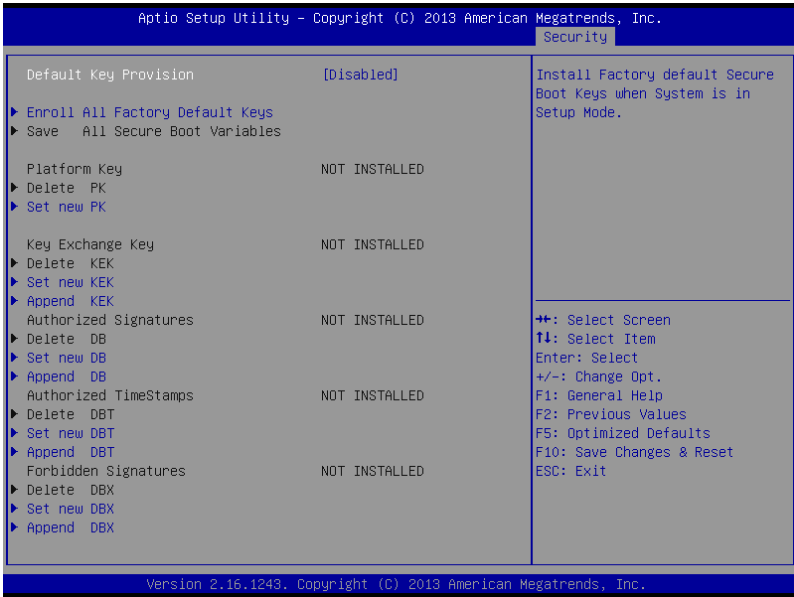 Aptio Setup Utility – Copyright (C) 2013 American Megatrends, Inc.
Security
Default Key Provision [Disabled]
Enroll All Factory Default Keys
Save All Secure Boot Variables
Platform Key NOT INSTALLED
Delete PK
Set new PK
Key Exchange Key NOT INSTALLED
Delete KEK
Set new KEK
Append KEK
Authorized Signatures NOT INSTALLED
Delete DB
Set new DB
Append DB
Authorized TimeStamps NOT INSTALLED
Delete DBT
Set new DBT
Append DBT
Forbidden Signatures NOT INSTALLED
Delete DBX
Set new DBX
Append DBX
Install Factory default Secure
Boot Keys when System is in
Setup Mode.
→←: Select Screen
↑↓: Select Item
Enter: Select
+/-: Change Opt.
F1: General Help
F2: Previous Values
F5: Optimized Defaults
F10: Save Changes & Reset
ESC: Exit
Version 2.16.1243. Copyright (C) 2013 American Megatrends, Inc.